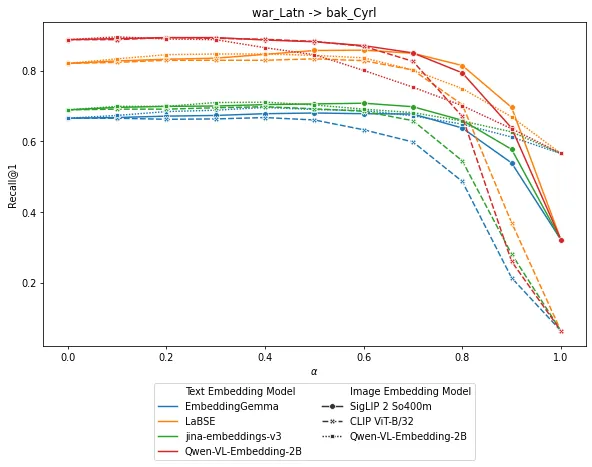 war_Latn -> bak_Cyrl
Recall@1
0.8
0.6
0.4
0.2
0.0 0.2 0.4 0.6 0.8 1.0
α
Text Embedding Model Image Embedding Model
EmbeddingGemma SigLIP 2 So400m
LaBSE CLIP ViT-B/32
jina-embeddings-v3 Qwen-VL-Embedding-2B
Qwen-VL-Embedding-2B